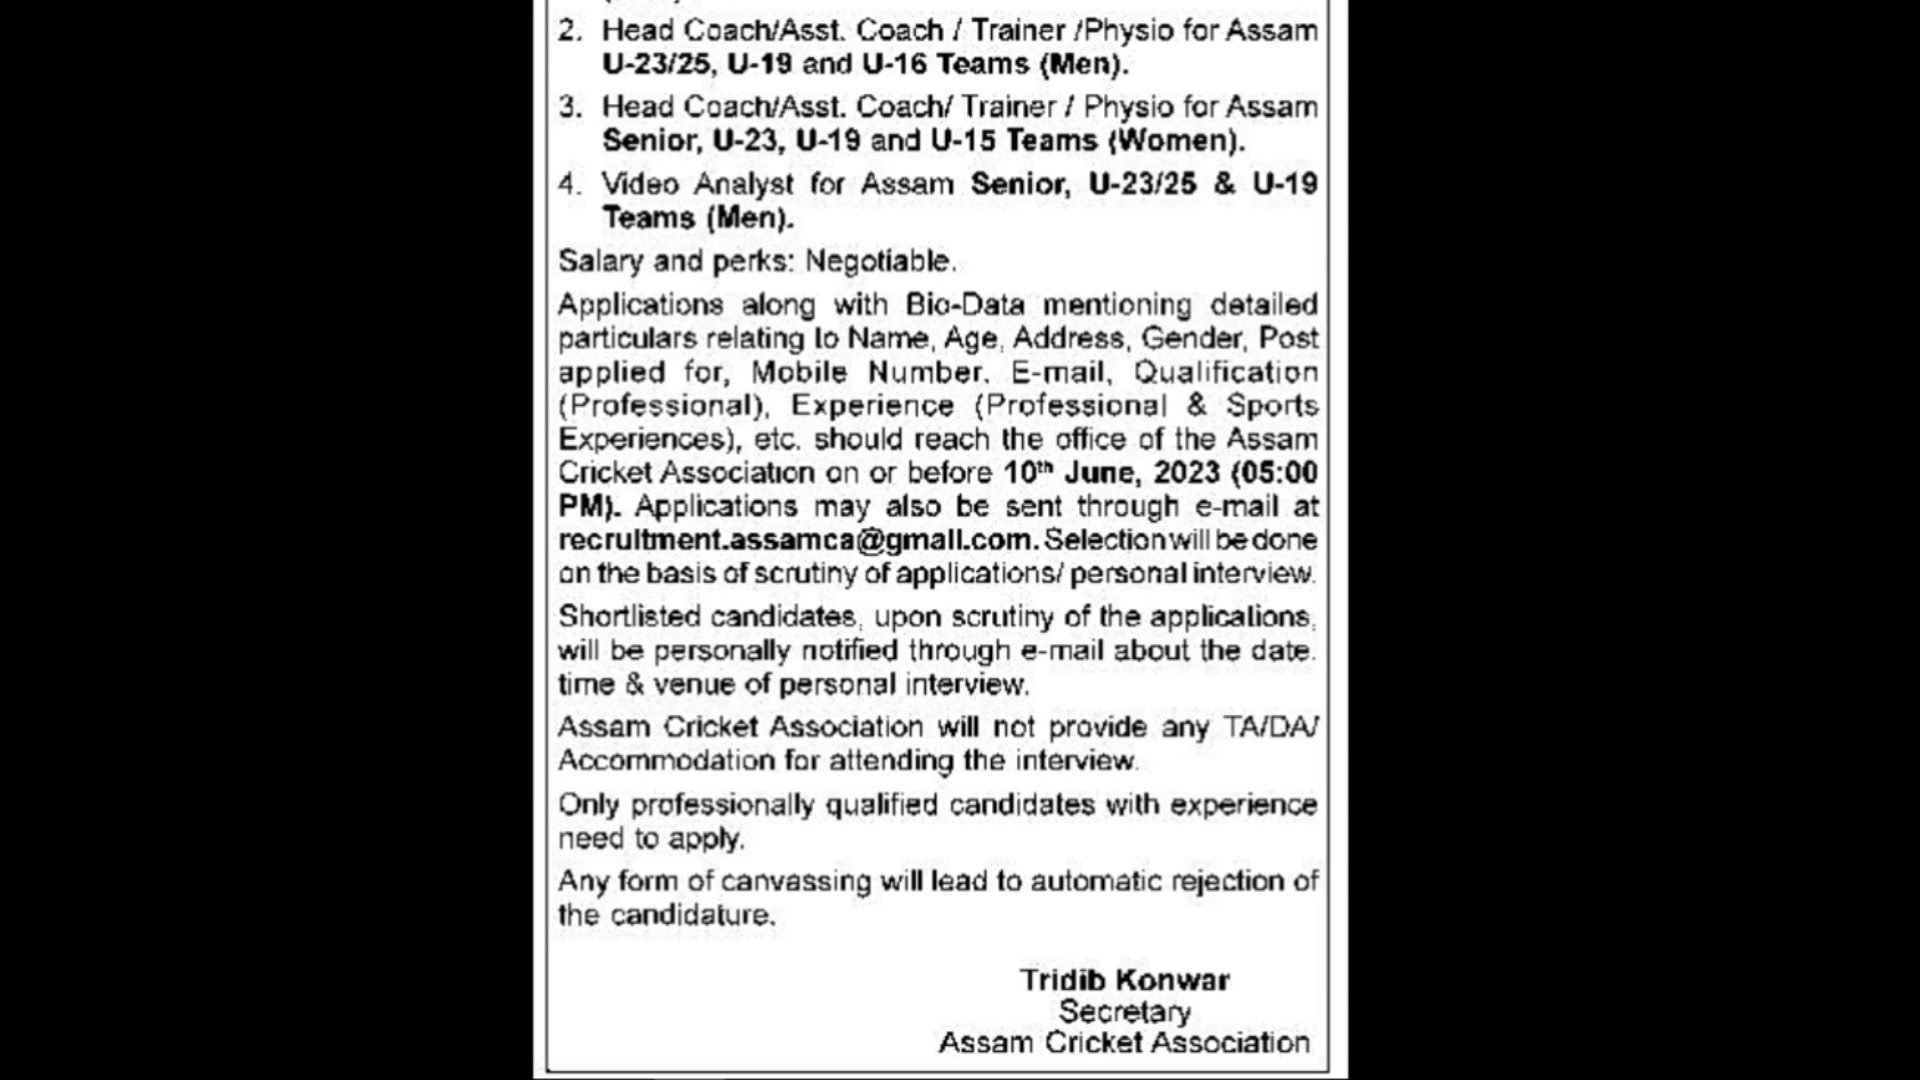 2. Head Coach/Asst. Coach / Trainer /Physio for Assam
U-23/25, U-19 and U-16 Teams (Men).
3. Head Coach/Asst. Coach/ Trainer / Physio for Assam
Senior, U-23, U-19 and U-15 Teams (Women).
4. Video Analyst for Assam Senior, U-23/25 & U-19
Teams (Men).
Salary and perks: Negotiable.
Applications along with Bio-Data mentioning detailed
particulars relating to Name, Age, Address, Gender, Post
applied for, Mobile Number, E-mail, Qualification
(Professional), Experience (Professional & Sports
Experiences), etc. should reach the office of the Assam
Cricket Association on or before 10th June, 2023 (05:00
PM). Applications may also be sent through e-mail at
recruitment.assamca@gmail.com. Selection will be done
on the basis of scrutiny of applications/ personal interview.
Shortlisted candidates, upon scrutiny of the applications,
will be personally notified through e-mail about the date,
time & venue of personal interview.
Assam Cricket Association will not provide any TA/DA/
Accommodation for attending the interview.
Only professionally qualified candidates with experience
need to apply.
Any form of canvassing will lead to automatic rejection of
the candidature.
Tridib Konwar
Secretary
Assam Cricket Association